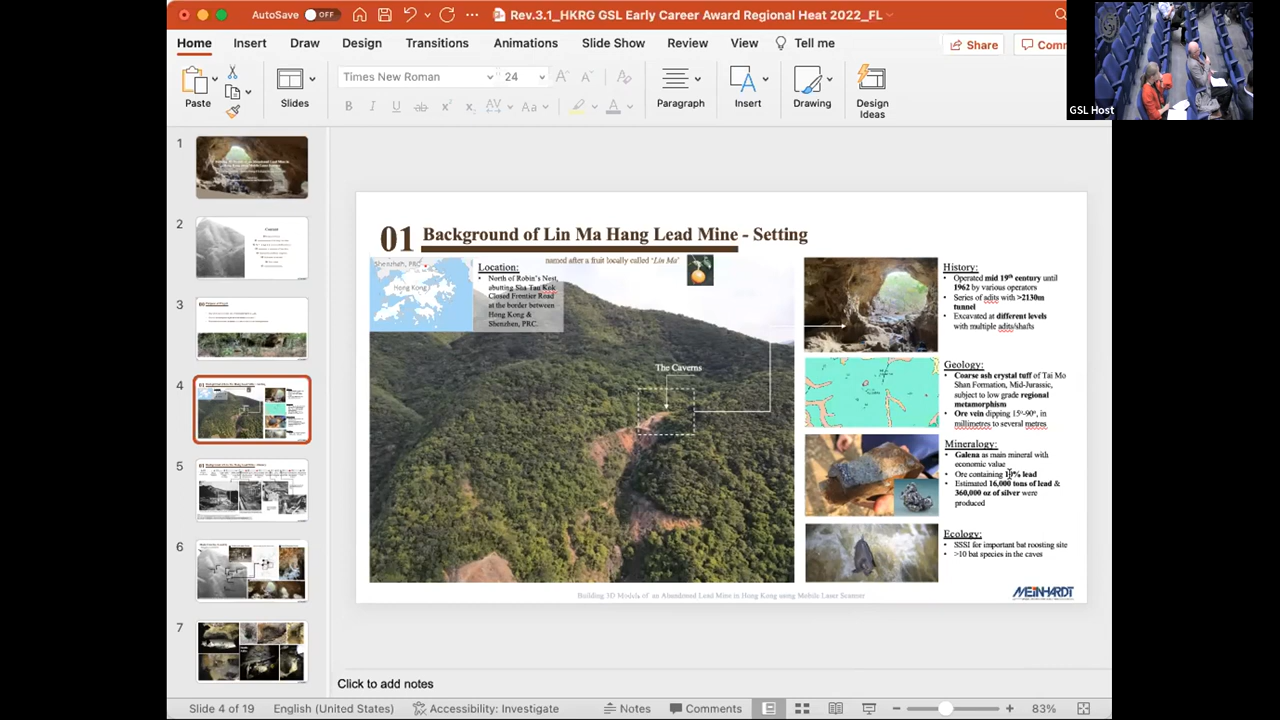 AutoSave OFF
Rev.3.1_HKRG GSL Early Career Award Regional Heat 2022_FL
Home Insert Draw Design Transitions Animations Slide Show Review View Tell me
Share
Comm
GSL Host
Paste
Slides
Times New Roman 24
Paragraph
Insert
Drawing
Design
Ideas
1
2
3
4
5
6
7
01 Background of Lin Ma Hang Lead Mine - Setting
named after a fruit locally called 'Lin Ma'
Shenzhen, PRC
Hong Kong
Location:
• North of Robin's Nest,
abutting Sha Tau Kok
Closed Frontier Road
at the border between
Hong Kong &
Shenzhen, PRC.
The Caverns
History:
• Operated mid 19th century until
1962 by various operators
• Series of adits with >2130m
tunnel
• Excavated at different levels
with multiple adits/shafts
Geology:
• Coarse ash crystal tuff of Tai Mo
Shan Formation, Mid-Jurassic,
subject to low grade regional
metamorphism
• Ore vein dipping 15°-90°, in
millimetres to several metres
Mineralogy:
• Galena as main mineral with
economic value
• Ore containing lead
• Estimated 16,000 tons of lead &
360,000 oz of silver were
produced
Ecology:
• SSSI for important bat roosting site
• >10 bat species in the caves
Building 3D Models of an Abandoned Lead Mine in Hong Kong using Mobile Laser Scanner
MEINHARDT
Click to add notes
Slide 4 of 19 English (United States) Accessibility: Investigate Notes Comments 83%